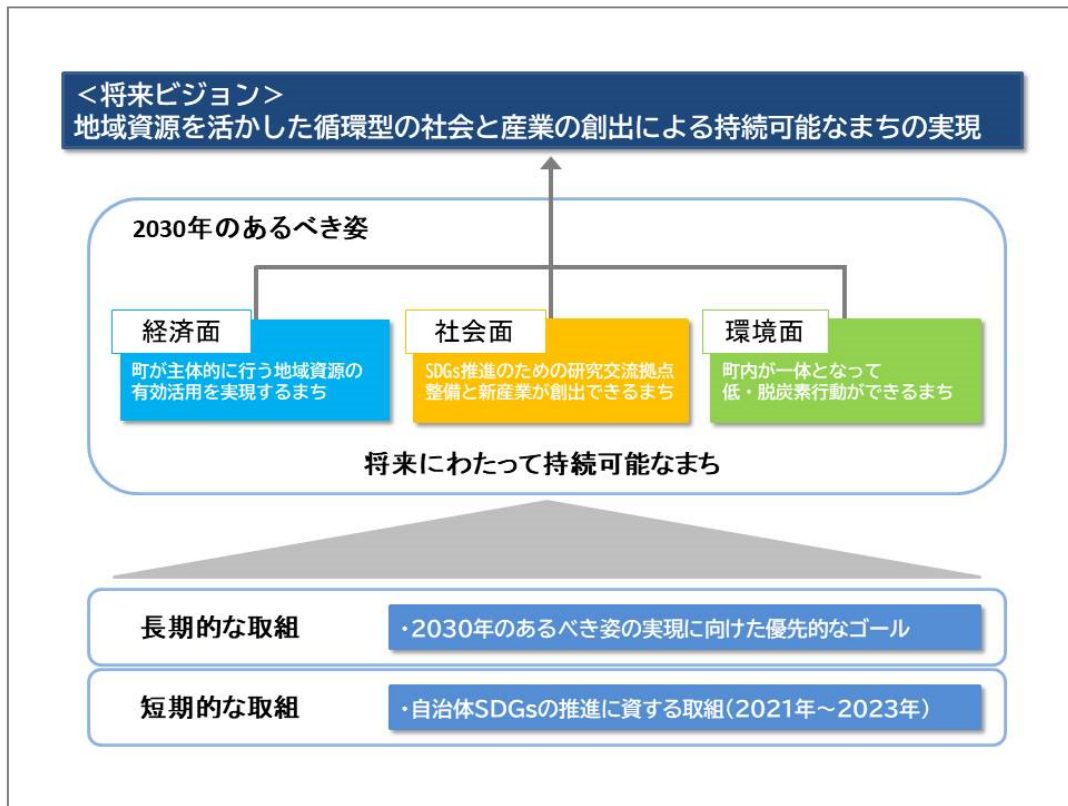 ＜将来ビジョン＞
地域資源を活かした循環型の社会と産業の創出による持続可能なまちの実現
2030年のあるべき姿
経済面
町が主体的に行う地域資源の
有効活用を実現するまち
社会面
SDGs推進のための研究交流拠点
整備と新産業が創出できるまち
環境面
町内が一体となって
低・脱炭素行動ができるまち
将来にわたって持続可能なまち
長期的な取組
・2030年のあるべき姿の実現に向けた優先的なゴール
短期的な取組
・自治体SDGsの推進に資する取組（2021年～2023年）